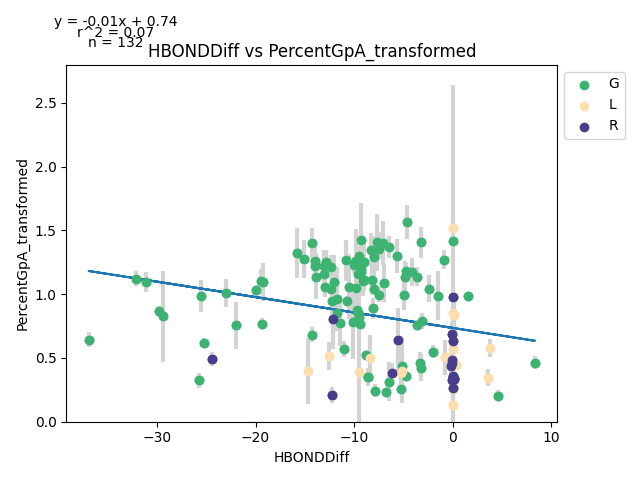 y = -0.01x + 0.74
r^2 = 0.07
n = 132
HBONDDiff vs PercentGpA_transformed
G
L
R
PercentGpA_transformed
2.5
2.0
1.5
1.0
0.5
0.0
−30
−20
−10
0
10
HBONDDiff